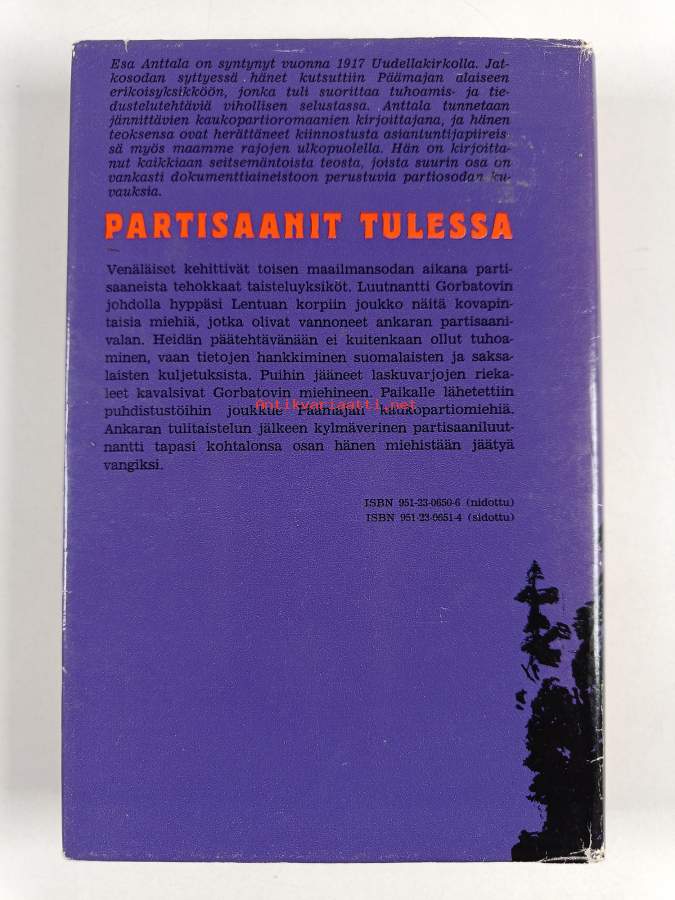 Esa Anttala on syntynyt vuonna 1917 Uudellakirkolla. Jat-
kosodan syttyessä hänet kutsuttiin Päämajan alaiseen
erikoisyksikköön, jonka tuli suorittaa tuhoamis- ja tie-
dustelutehtäviä vihollisen selustassa. Anttala tunnetaan
jännittävien kaukopartioromaanien kirjoittajana, ja hänen
teoksensa ovat herättäneet kiinnostusta asiantuntijapiireis-
sä myös maamme rajojen ulkopuolella. Hän on kirjoitta-
nut kaikkiaan seitsemäntoista teosta, joista suurin osa on
vankasti dokumenttiaineistoon perustuvia partiosodan ku-
vauksia.
PARTISAANIT TULESSA
Venäläiset kehittivät toisen maailmansodan aikana parti-
saaneista tehokkaat taisteluyksiköt. Luutnantti Gorbatovin
johdolla hyppäsi Lentuan korpiin joukko näitä kovapin-
taisia miehiä, jotka olivat vannoneet ankaran partisaani-
valan. Heidän päätehtävänään ei kuitenkaan ollut tuhoa-
minen, vaan tietojen hankkiminen suomalaisten ja saksa-
laisten kuljetuksista. Puihin jääneet laskuvarjojen rieka-
leet kavalsivat Gorbatovin miehineen. Paikalle lähetettiin
Antikvariaatti.net
puhdistustöihin joukkue Päämajan kaukopartiomiehiä.
Ankaran tulitaistelun jälkeen kylmäverinen partisaaniluut-
nantti tapasi kohtalonsa osan hänen miehistään jäätyä
vangiksi.
ISBN 951-23-0650-6 (nidottu)
ISBN 951-23-0651-4 (sidottu)